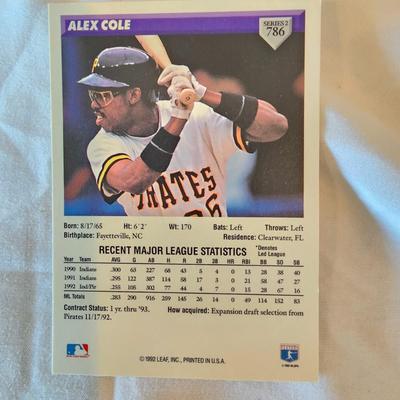 ALEX COLE
SERIES 2
786
PIRATES
Born: 8/17/65 Ht: 6'2" Wt: 170 Bats: Left Throws: Left
Birthplace: Fayetteville, NC Residence: Clearwater, FL
RECENT MAJOR LEAGUE STATISTICS *Denotes Led League
Year Team AVG G AB H R 2B 3B HR RBI SB BB SO
1990 Indians .300 63 227 68 43 5 4 0 13 40 28 38
1991 Indians .295 122 387 114 58 17 3 0 21 27 58 47
1992 Ind/Pir .255 105 302 77 44 4 7 0 15 16 28 67
ML Totals .283 290 916 259 145 26 14 0 49 83 114 152
Contract Status: 1 yr. thru '93. How acquired: Expansion draft selection from
Pirates 11/17/92.
© 1992 LEAF, INC., PRINTED IN U.S.A.